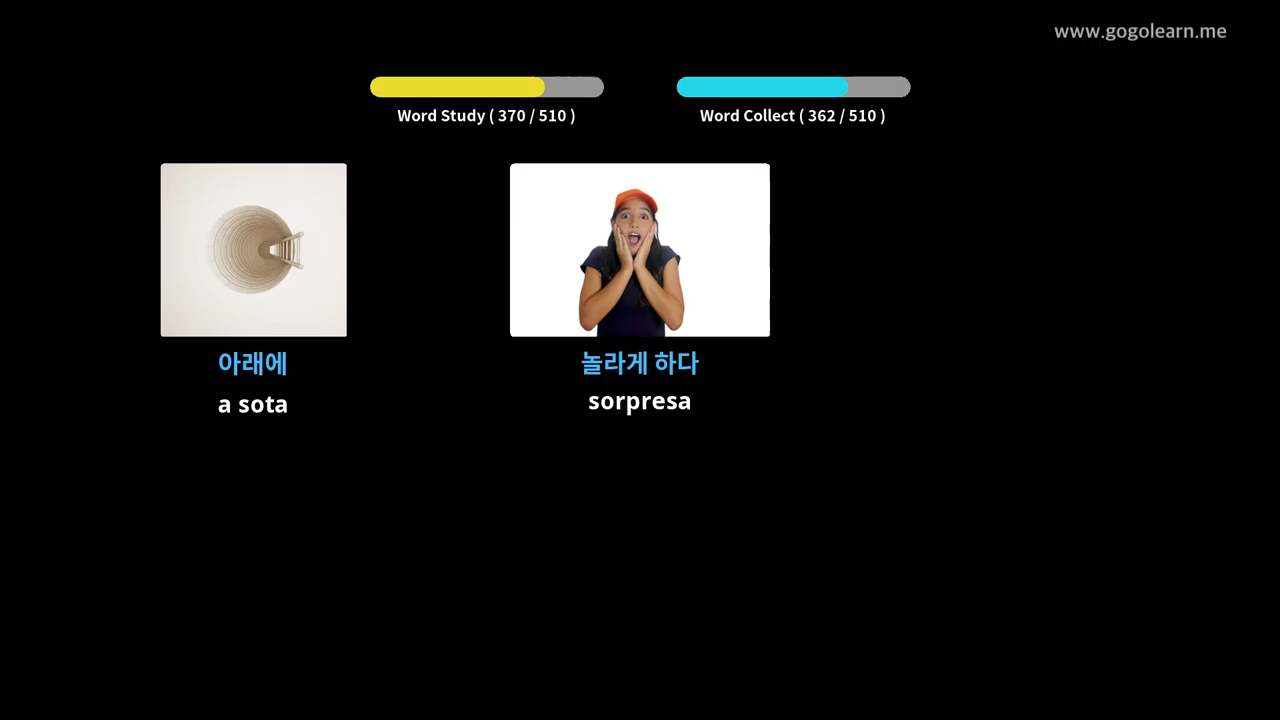 www.gogolearn.me
Word Study ( 370 / 510 )
Word Collect ( 362 / 510 )
아래에
a sota
놀라게 하다
sorpresa